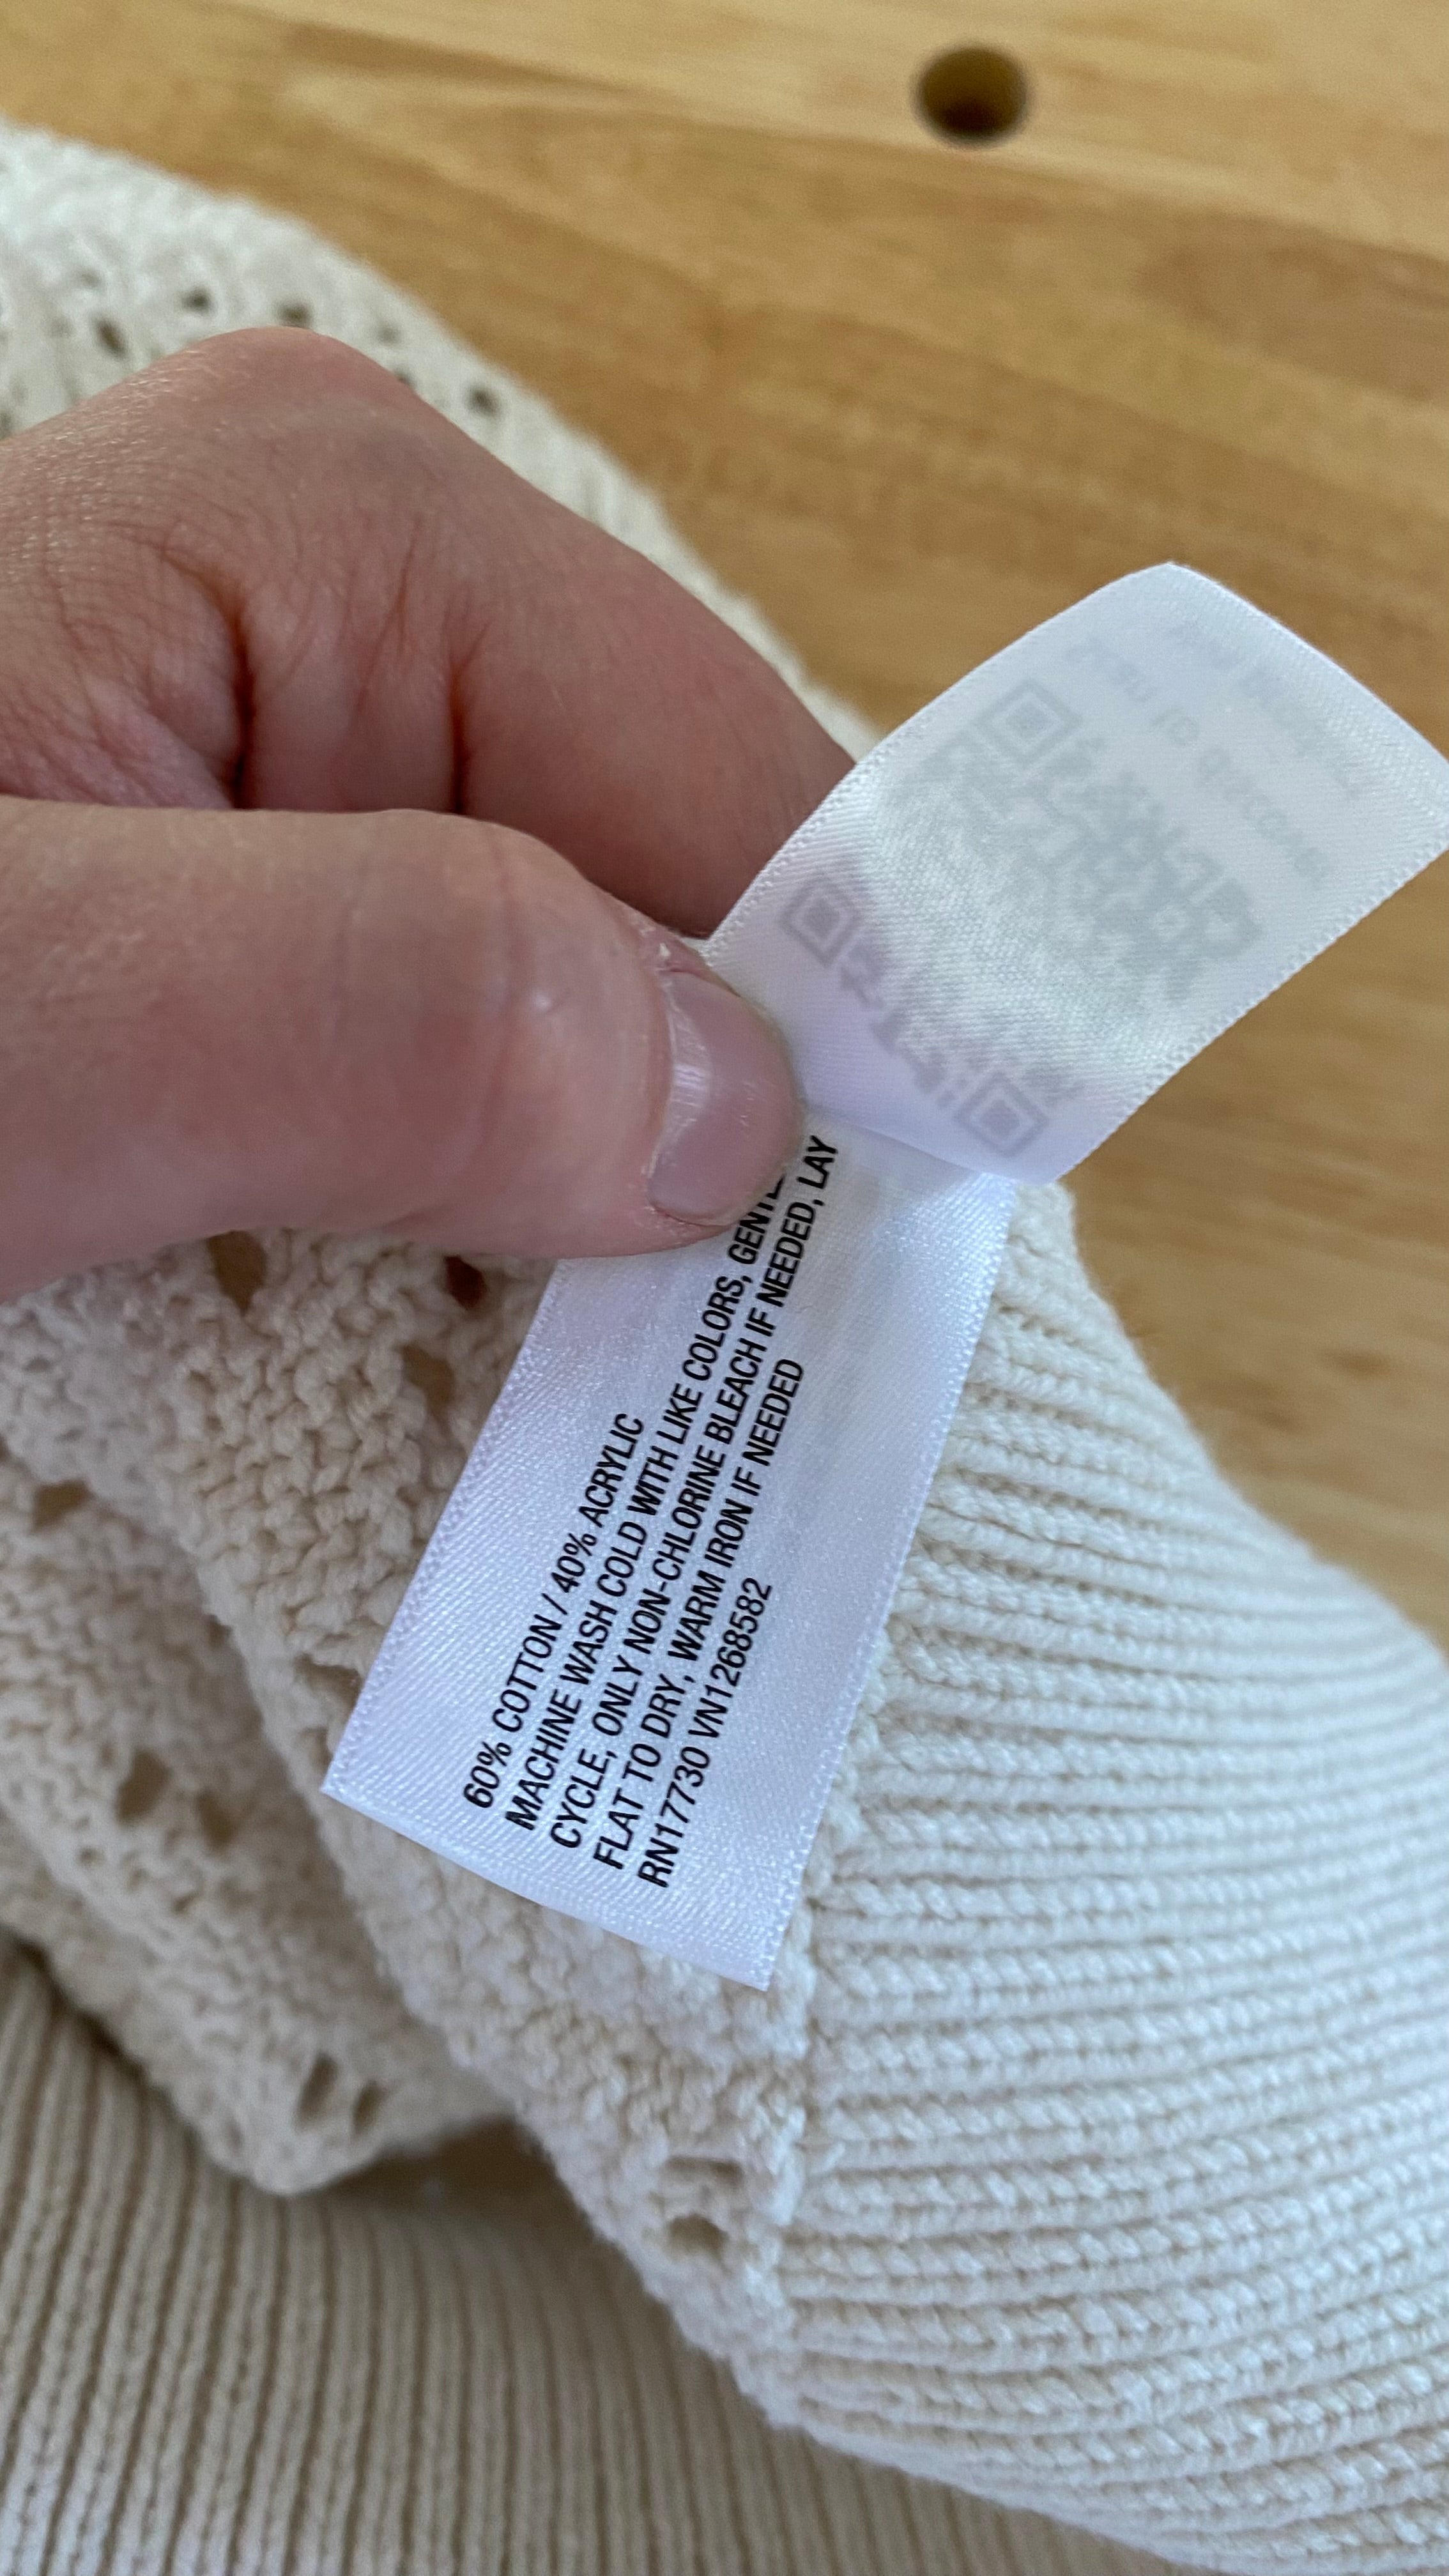 60% COTTON / 40% ACRYLIC
MACHINE WASH COLD WITH LIKE COLORS, GENTLE
CYCLE, ONLY NON-CHLORINE BLEACH IF NEEDED, LAY
FLAT TO DRY, WARM IRON IF NEEDED
RN17730 VN1268582